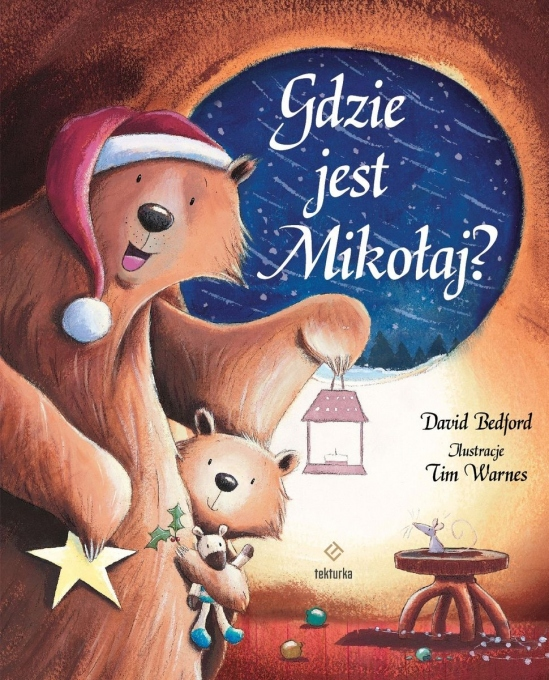 Gdzie
jest
Mikołaj?
David Bedford
Ilustracje
Tim Warnes
tekturka